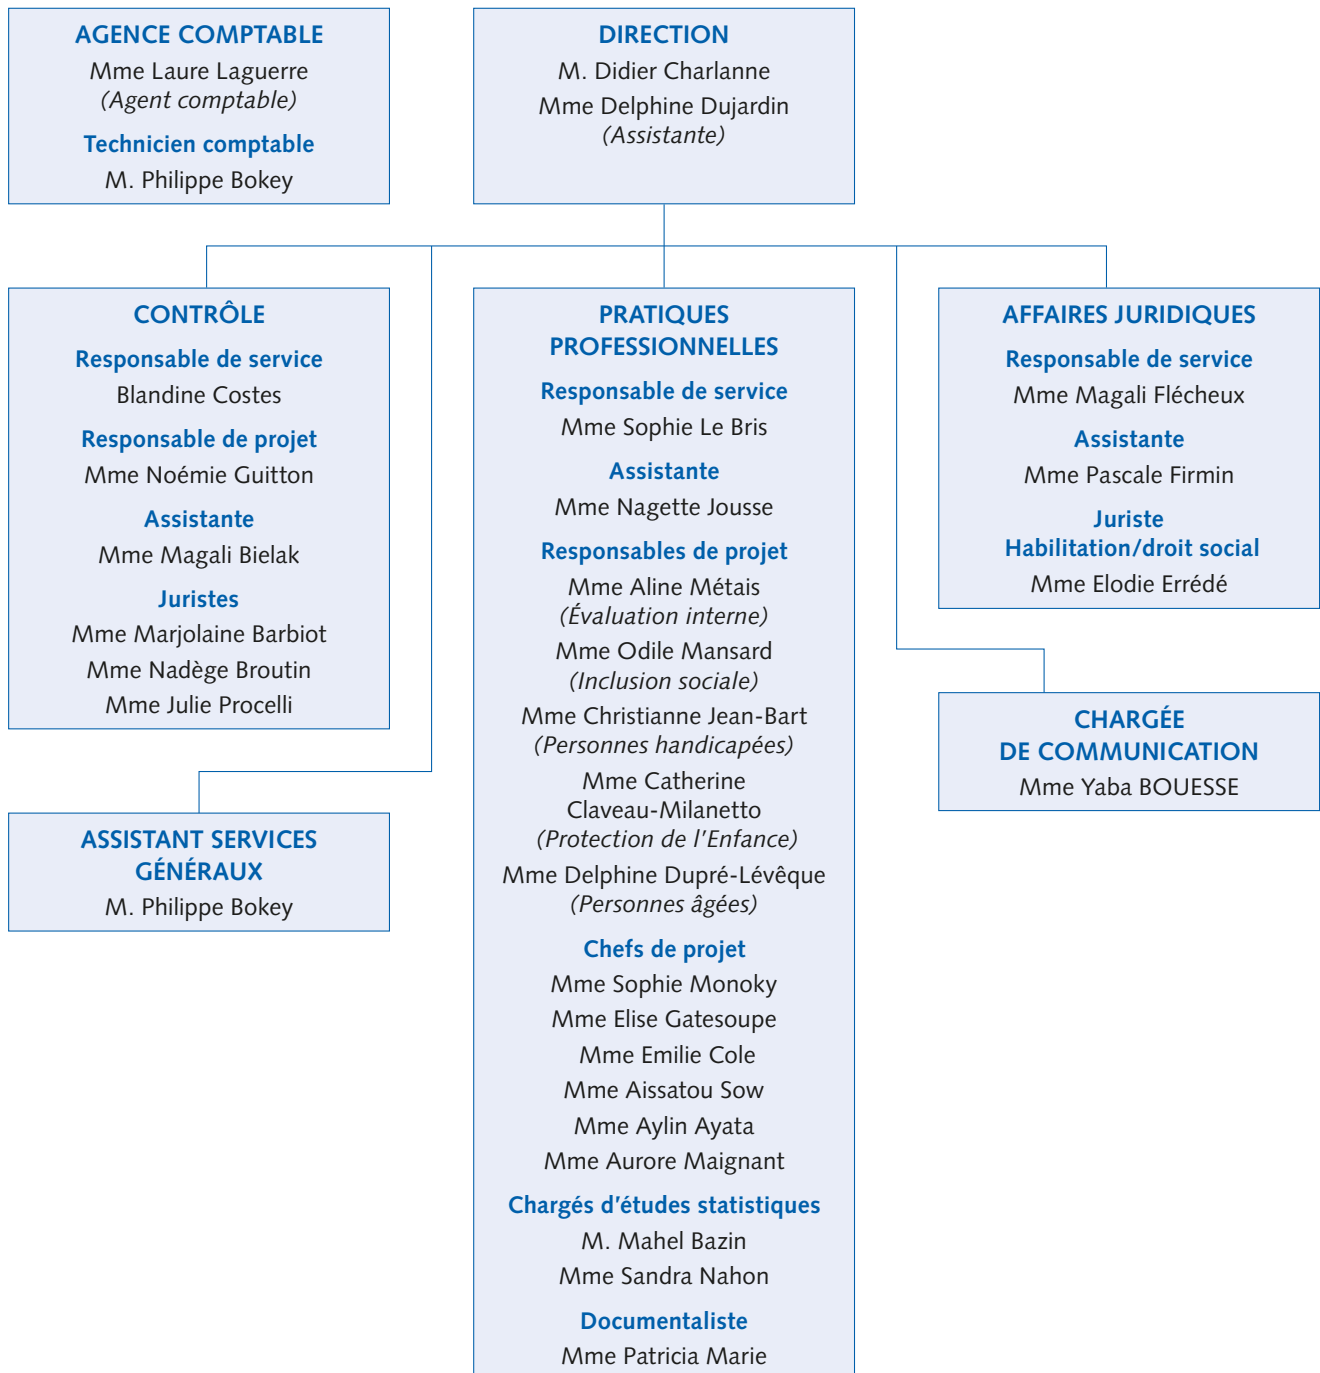 AGENCE COMPTABLE
Mme Laure Laguerre
(Agent comptable)
Technicien comptable
M. Philippe Bokey
DIRECTION
M. Didier Charlanne
Mme Delphine Dujardin
(Assistante)
CONTRÔLE
Responsable de service
Blandine Costes
Responsable de projet
Mme Noémie Guitton
Assistante
Mme Magali Bielak
Juristes
Mme Marjolaine Barbiot
Mme Nadège Broutin
Mme Julie Procelli
ASSISTANT SERVICES
GÉNÉRAUX
M. Philippe Bokey
PRATIQUES
PROFESSIONNELLES
Responsable de service
Mme Sophie Le Bris
Assistante
Mme Nagette Jousse
Responsables de projet
Mme Aline Métais
(Évaluation interne)
Mme Odile Mansard
(Inclusion sociale)
Mme Christianne Jean-Bart
(Personnes handicapées)
Mme Catherine
Claveau-Milanetto
(Protection de l'Enfance)
Mme Delphine Dupré-Lévêque
(Personnes âgées)
Chefs de projet
Mme Sophie Monoky
Mme Elise Gatesoupe
Mme Emilie Cole
Mme Aissatou Sow
Mme Aylin Ayata
Mme Aurore Maignant
Chargés d'études statistiques
M. Mahel Bazin
Mme Sandra Nahon
Documentaliste
Mme Patricia Marie
AFFAIRES JURIDIQUES
Responsable de service
Mme Magali Flécheux
Assistante
Mme Pascale Firmin
Juriste
Habilitation/droit social
Mme Elodie Errédé
CHARGÉE
DE COMMUNICATION
Mme Yaba BOUESSE